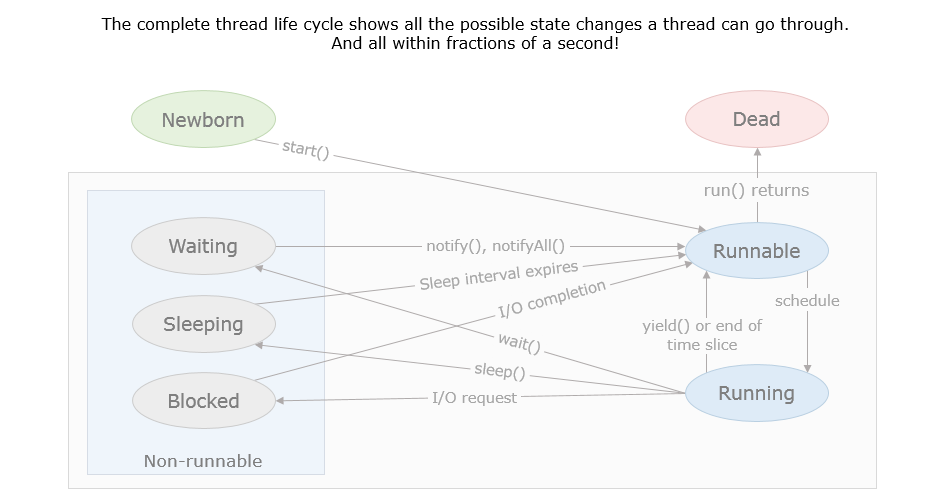 The complete thread life cycle shows all the possible state changes a thread can go through.
And all within fractions of a second!
Newborn
Dead
start()
run() returns
Waiting
notify(), notifyAll()
Runnable
Sleep interval expires
I/O completion
schedule
Sleeping
yield() or end of
time slice
wait()
sleep()
Blocked
I/O request
Running
Non-runnable